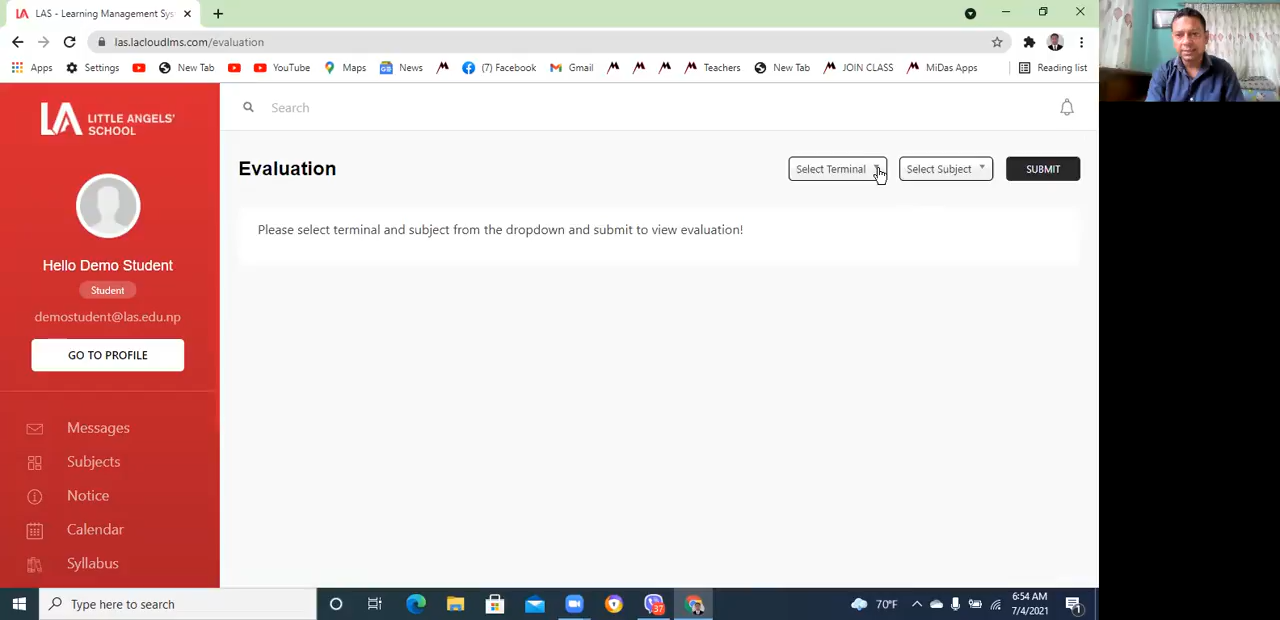 LAS - Learning Management Sys
las.lacloudlms.com/evaluation
Apps Settings New Tab YouTube Maps News (7) Facebook Gmail Teachers New Tab JOIN CLASS MiDas Apps Reading list
LA LITTLE ANGELS'
SCHOOL
Search
Evaluation
Select Terminal
Select Subject
SUBMIT
Please select terminal and subject from the dropdown and submit to view evaluation!
Hello Demo Student
Student
demostudent@las.edu.np
GO TO PROFILE
Messages
Subjects
Notice
Calendar
Syllabus
Type here to search
37
70°F
6:54 AM
7/4/2021
1